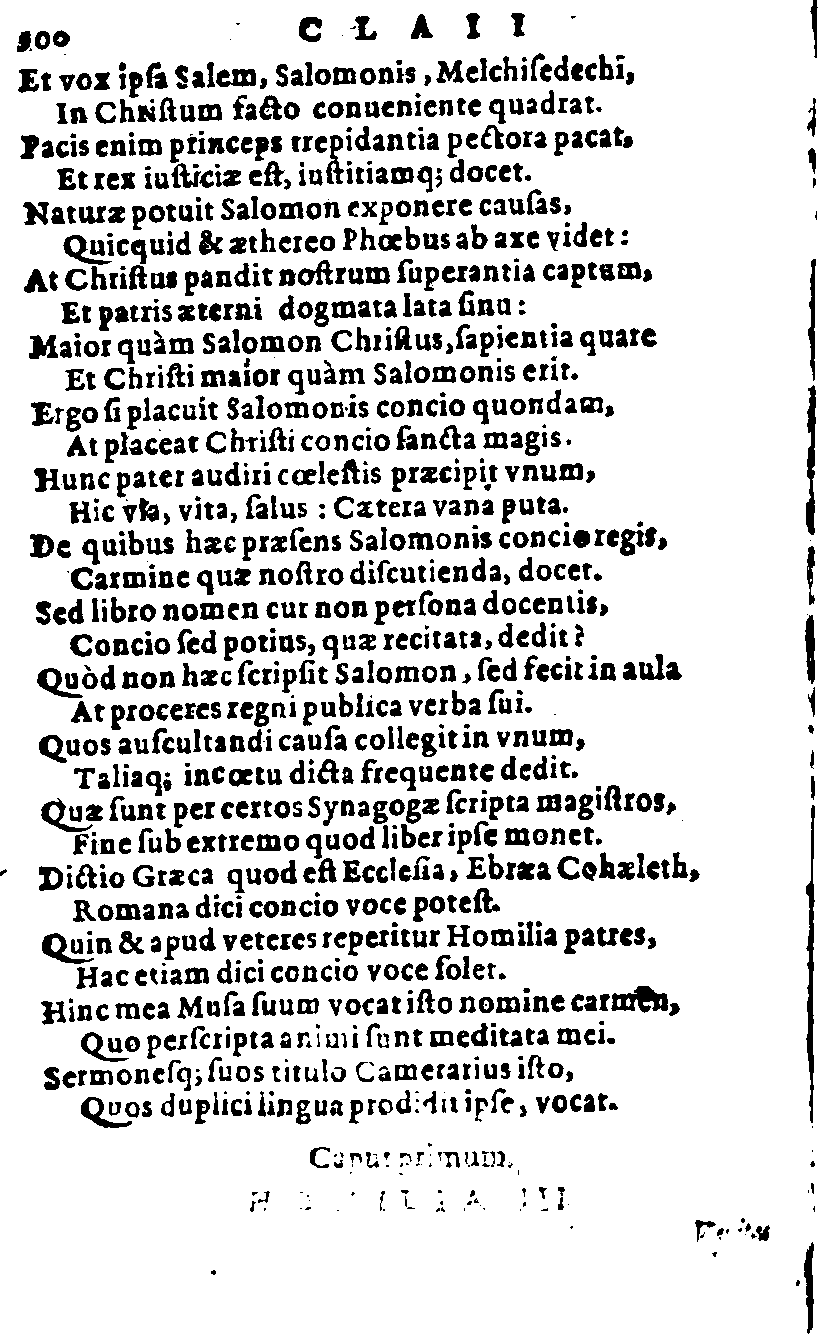 200 CLAII
Et vox ipſa Salem, Salomonis, Melchiſedechĩ,
In Chriſtum facto conueniente quadrat.
Pacis enim princeps trepidantia pectora pacat,
Et rex iuſticiæ eſt, iuſtitiamq; docet.
Naturæ potuit Salomon exponere cauſas,
Quicquid & æthereo Phœbus ab axe videt:
At Chriſtus pandit noſtrum ſuperantia captum,
Et patris æterni dogmata lata ſinu:
Maior quàm Salomon Chriſtus, ſapientia quare
Et Chriſti maior quàm Salomonis erit.
Ergo ſi placuit Salomonis concio quondam,
At placeat Chriſti concio ſancta magis.
Hunc pater audiri cœleſtis præcipit vnum,
Hic via, vita, ſalus: Cætera vana puta.
De quibus hæc præſens Salomonis concio regis,
Carmine quæ noſtro diſcutienda, docet.
Sed libro nomen cur non perſona docentis,
Concio ſed potius, quæ recitata, dedit?
Quòd non hæc ſcripſit Salomon, ſed fecit in aula
At proceres regni publica verba ſui.
Quos auſcultandi cauſa collegit in vnum,
Taliaq; in cœtu dicta frequente dedit.
Quæ ſunt per certos Synagogæ ſcripta magiſtros,
Fine ſub extremo quod liber ipſe monet.
Dictio Græca quod eſt Eccleſia, Ebræa Cohæleth,
Romana dici concio voce poteſt.
Quin & apud veteres reperitur Homilia patres,
Hac etiam dici concio voce ſolet.
Hinc mea Muſa ſuum vocat iſto nomine carmen,
Quo perſcripta animi ſunt meditata mei.
Sermoneſq; ſuos titulo Camerarius iſto,
Quos duplici lingua prodidit ipſe, vocat.
Caput primum.
HOMILIA III